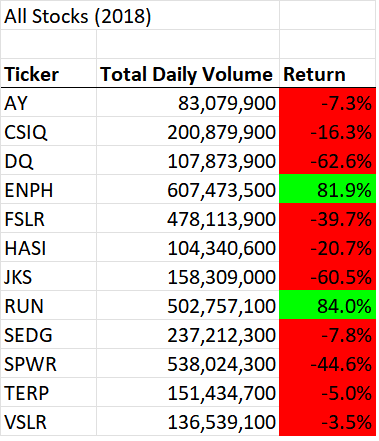 All Stocks (2018)
Ticker Total Daily Volume Return
AY 83,079,900 -7.3%
CSIQ 200,879,900 -16.3%
DQ 107,873,900 -62.6%
ENPH 607,473,500 81.9%
FSLR 478,113,900 -39.7%
HASI 104,340,600 -20.7%
JKS 158,309,000 -60.5%
RUN 502,757,100 84.0%
SEDG 237,212,300 -7.8%
SPWR 538,024,300 -44.6%
TERP 151,434,700 -5.0%
VSLR 136,539,100 -3.5%